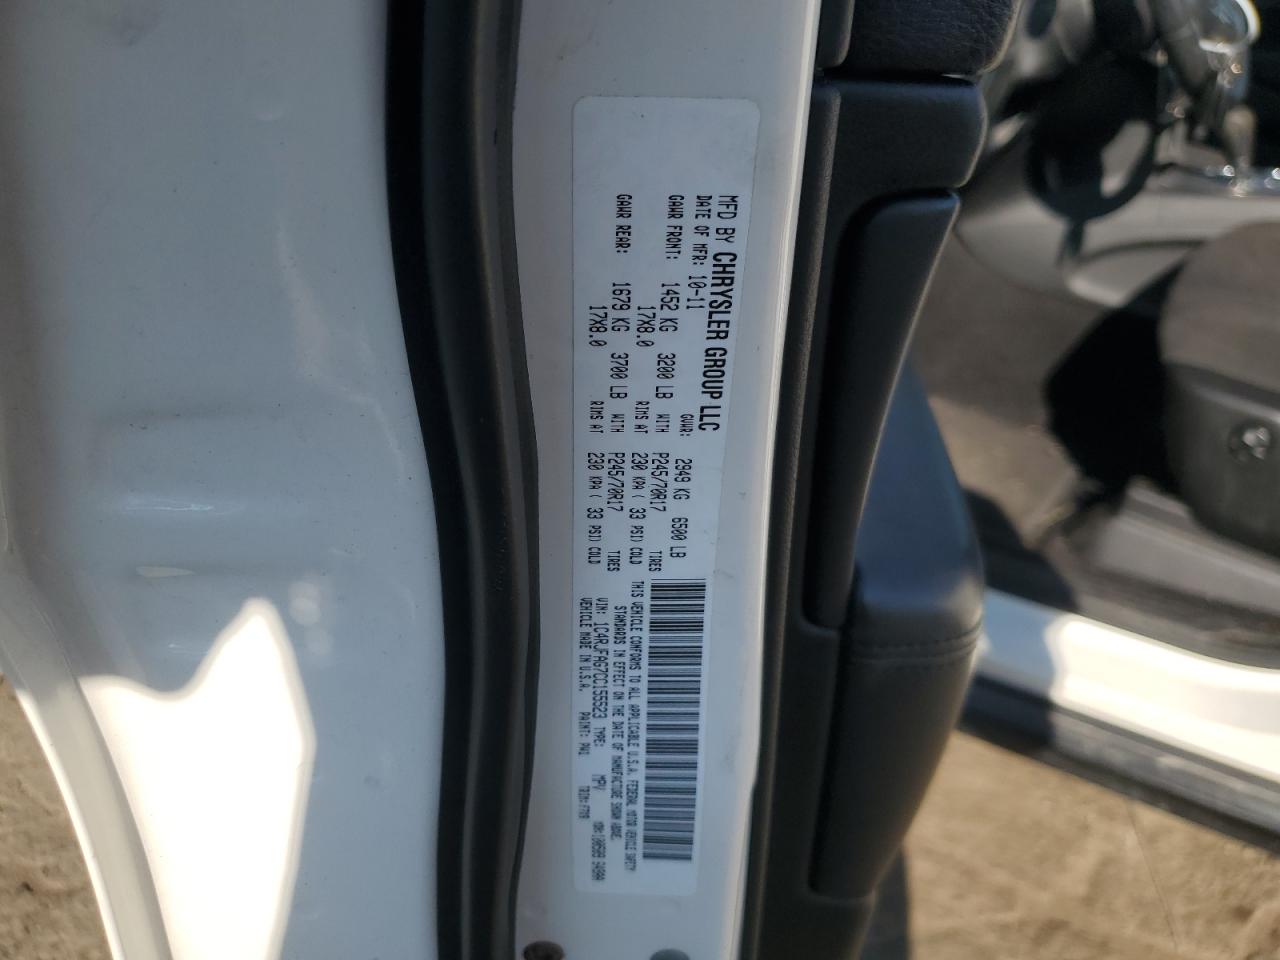 MFD BY CHRYSLER GROUP LLC
DATE OF MFR: 10-11 GVWR: 2949 KG 6500 LB
GAWR FRONT: 1452 KG 3200 LB WITH P245/70R17 TIRES
17X8.0 RIMS AT 230 KPA ( 33 PSI) COLD
GAWR REAR: 1679 KG 3700 LB WITH P245/70R17 TIRES
17X8.0 RIMS AT 230 KPA ( 33 PSI) COLD
THIS VEHICLE CONFORMS TO ALL APPLICABLE U.S.A. FEDERAL MOTOR VEHICLE SAFETY
STANDARDS IN EFFECT ON THE DATE OF MANUFACTURE SHOWN ABOVE.
VIN: 1C4RJFAG7CC155523 TYPE: MPV
VEHICLE MADE IN U.S.A. PAINT: PW1